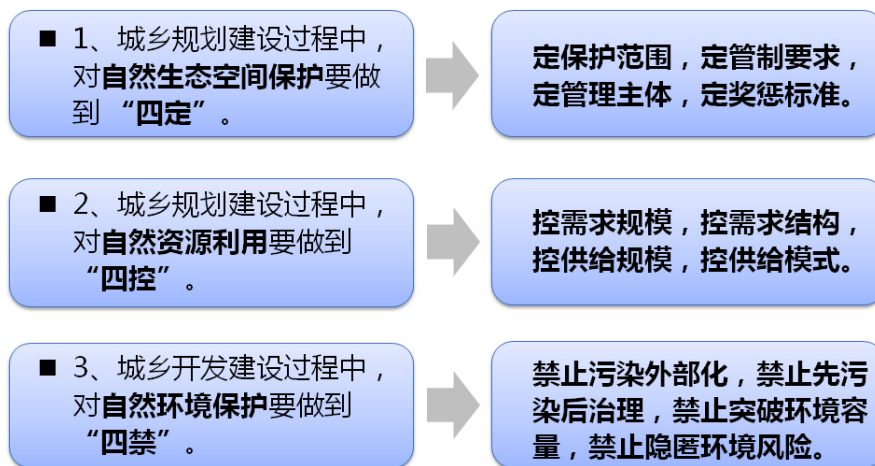 ■ 1、城乡规划建设过程中，
对自然生态空间保护要做
到 “四定” 。
定保护范围，定管制要求，
定管理主体，定奖惩标准。
■ 2、城乡规划建设过程中，
对自然资源利用要做到
“四控” 。
控需求规模，控需求结构，
控供给规模，控供给模式。
■ 3、城乡开发建设过程中，
对自然环境保护要做到
“四禁” 。
禁止污染外部化，禁止先污
染后治理，禁止突破环境容
量，禁止隐匿环境风险。